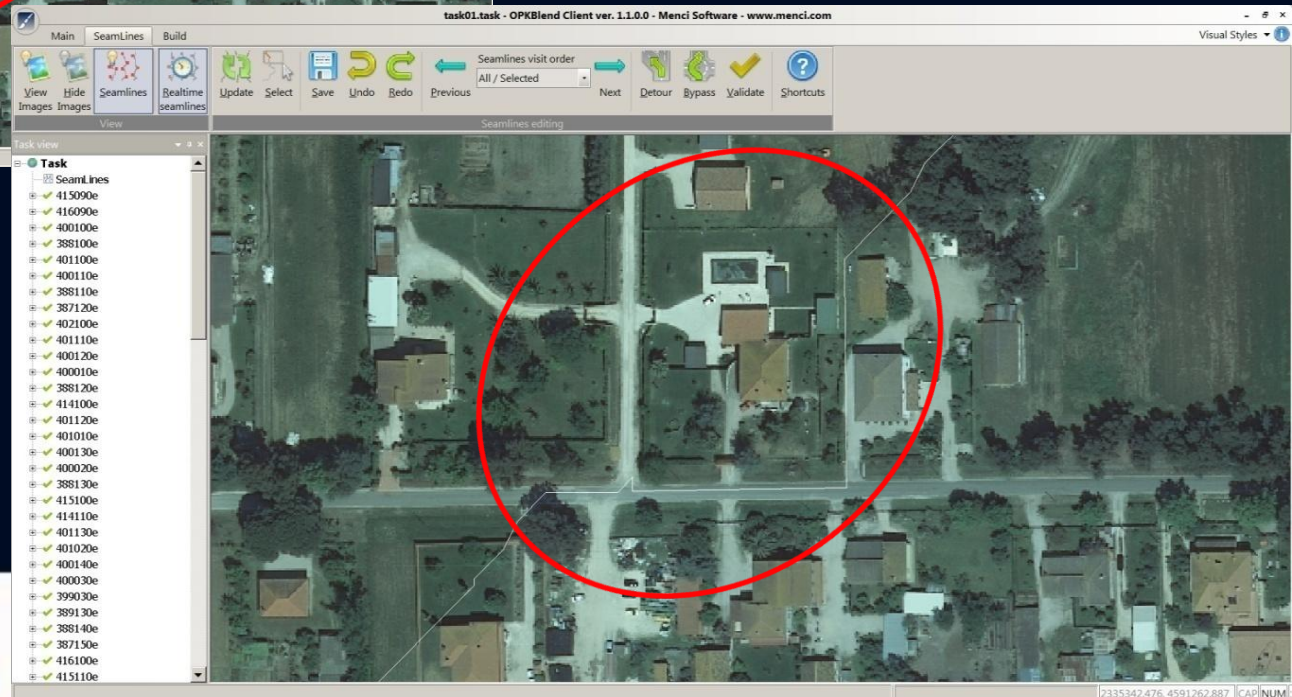 task01.task - OPKBlend Client ver. 1.1.0.0 - Menci Software - www.menci.com
Main SeamLines Build Visual Styles
View Images
Hide Images
Seamlines
Realtime seamlines
Update
Select
Save
Undo
Redo
Previous
Seamlines visit order
All / Selected
Next
Detour
Bypass
Validate
Shortcuts
View
Seamlines editing
Task view
Task
SeamLines
415090e
416090e
400100e
388100e
401100e
400110e
388110e
387120e
402100e
401110e
400120e
400010e
388120e
414100e
401120e
401010e
400130e
400020e
388130e
415100e
414110e
401130e
401020e
400140e
400030e
399030e
389130e
388140e
387150e
416100e
415110e
2335342.476, 4591262.887 CAP NUM